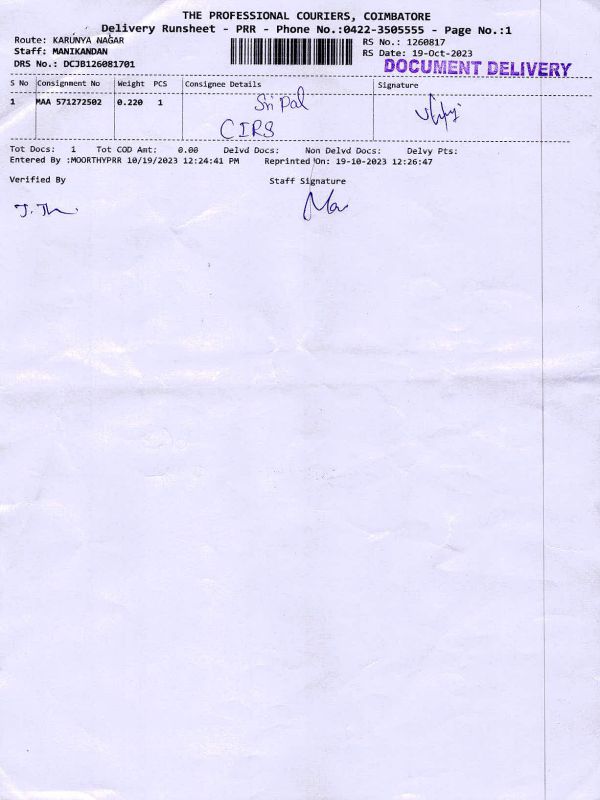 THE PROFESSIONAL COURIERS, COIMBATORE
Delivery Runsheet - PRR - Phone No.:0422-3505555 - Page No.:1
Route: KARUNYA NAGAR
Staff: MANIKANDAN
DRS No.: DCJB126081701
RS No.: 1260817
RS Date: 19-Oct-2023
DOCUMENT DELIVERY
S No Consignment No Weight PCS Consignee Details Signature
1 MAA 571272502 0.220 1 Sri Pal
CIRS
Tot Docs: 1 Tot COD Amt: 0.00 Delvd Docs: Non Delvd Docs: Delvy Pts:
Entered By :MOORTHYPRR 10/19/2023 12:24:41 PM Reprinted On: 19-10-2023 12:26:47
Verified By Staff Signature